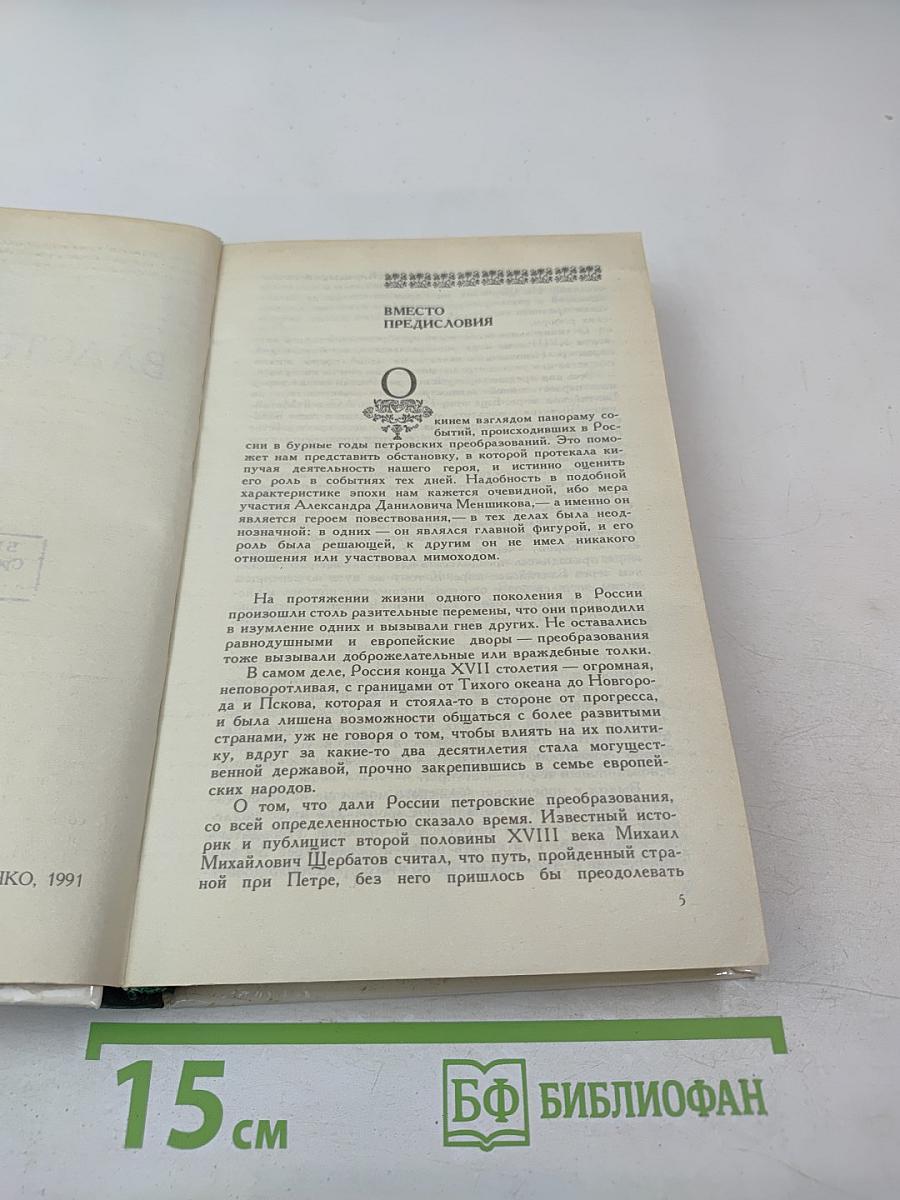 ВМЕСТО
ПРЕДИСЛОВИЯ
Окинем взглядом панораму со-
бытий, происходивших в Рос-
сии в бурные годы петровских преобразований. Это помо-
жет нам представить обстановку, в которой протекала ки-
пучая деятельность нашего героя, и истинно оценить
его роль в событиях тех дней. Надобность в подобной
характеристике эпохи нам кажется очевидной, ибо мера
участия Александра Даниловича Меншикова,— а именно он
является героем повествования,— в тех делах была неод-
нозначной: в одних — он являлся главной фигурой, и его
роль была решающей, к другим он не имел никакого
отношения или участвовал мимоходом.
На протяжении жизни одного поколения в России
произошли столь разительные перемены, что они приводили
в изумление одних и вызывали гнев других. Не оставались
равнодушными и европейские дворы — преобразования
тоже вызывали доброжелательные или враждебные толки.
В самом деле, Россия конца XVII столетия — огромная,
неповоротливая, с границами от Тихого океана до Новгоро-
да и Пскова, которая и стояла-то в стороне от прогресса,
и была лишена возможности общаться с более развитыми
странами, уж не говоря о том, чтобы влиять на их полити-
ку, вдруг за какие-то два десятилетия стала могущест-
венной державой, прочно закрепившись в семье европей-
ских народов.
О том, что дали России петровские преобразования,
со всей определенностью сказало время. Известный исто-
рик и публицист второй половины XVIII века Михаил
Михайлович Щербатов считал, что путь, пройденный стра-
ной при Петре, без него пришлось бы преодолевать
5
НКО, 1991
15 см
БФ БИБЛИОФАН